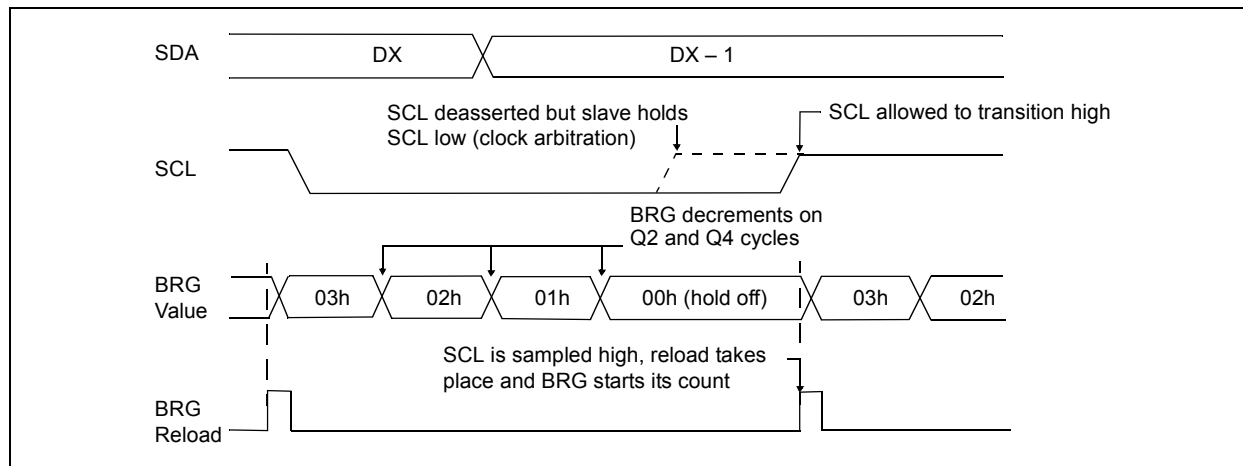 SDA
DX
DX – 1
SCL deasserted but slave holds
SCL low (clock arbitration)
SCL allowed to transition high
SCL
BRG decrements on
Q2 and Q4 cycles
BRG
Value
03h
02h
01h
00h (hold off)
03h
02h
SCL is sampled high, reload takes
place and BRG starts its count
BRG
Reload